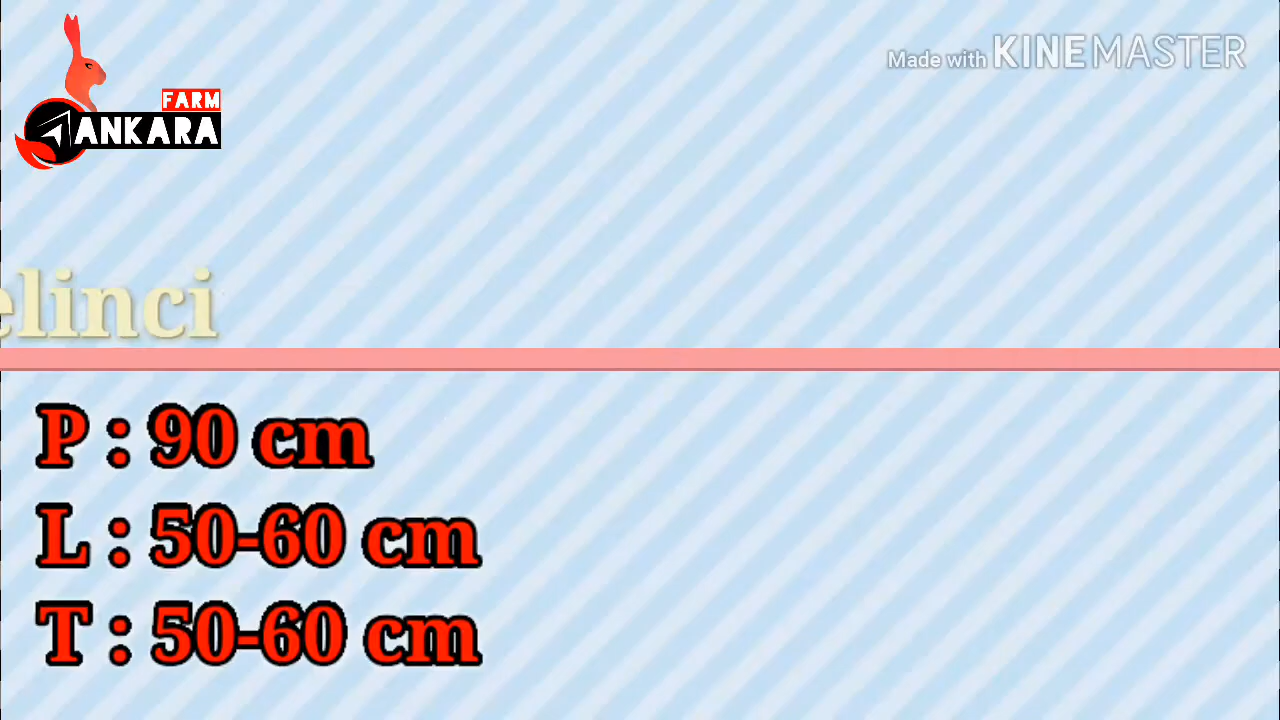 Made with KINEMASTER
FARM
ANKARA
elinci
P : 90 cm
L : 50-60 cm
T : 50-60 cm